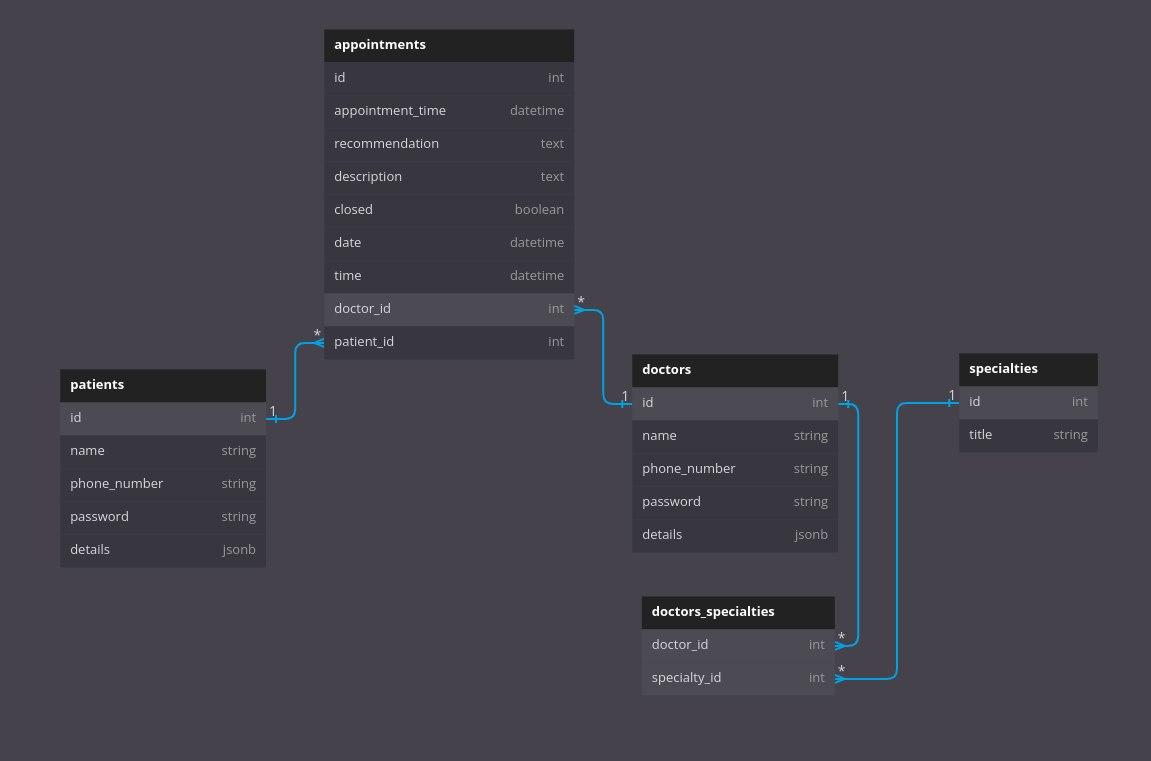 appointments
id int
appointment_time datetime
recommendation text
description text
closed boolean
date datetime
time datetime
doctor_id int *
* patient_id int
patients
id int 1
name string
phone_number string
password string
details jsonb
doctors
1 id int 1
name string
phone_number string
password string
details jsonb
specialties
1 id int
title string
doctors_specialties
doctor_id int *
specialty_id int *